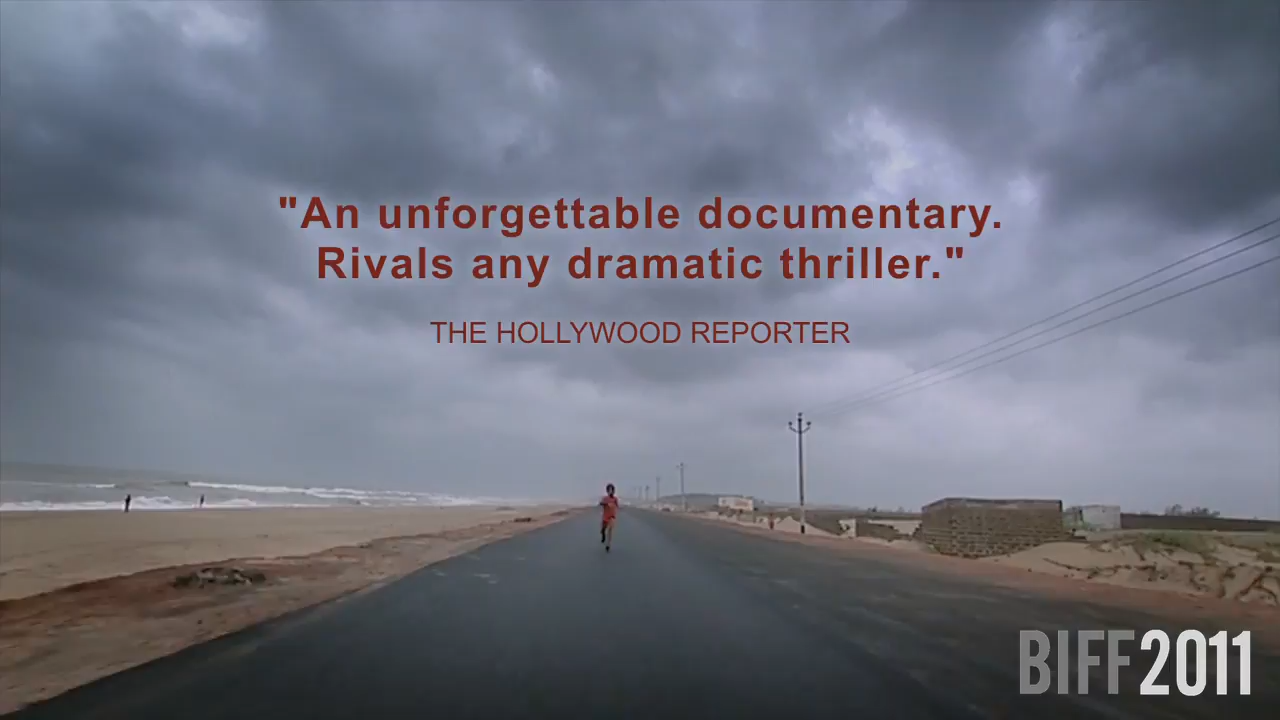 "An unforgettable documentary.
Rivals any dramatic thriller."
THE HOLLYWOOD REPORTER
BIFF2011